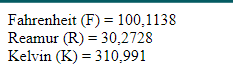 Fahrenheit (F) = 100,1138
Reamur (R) = 30,2728
Kelvin (K) = 310,991